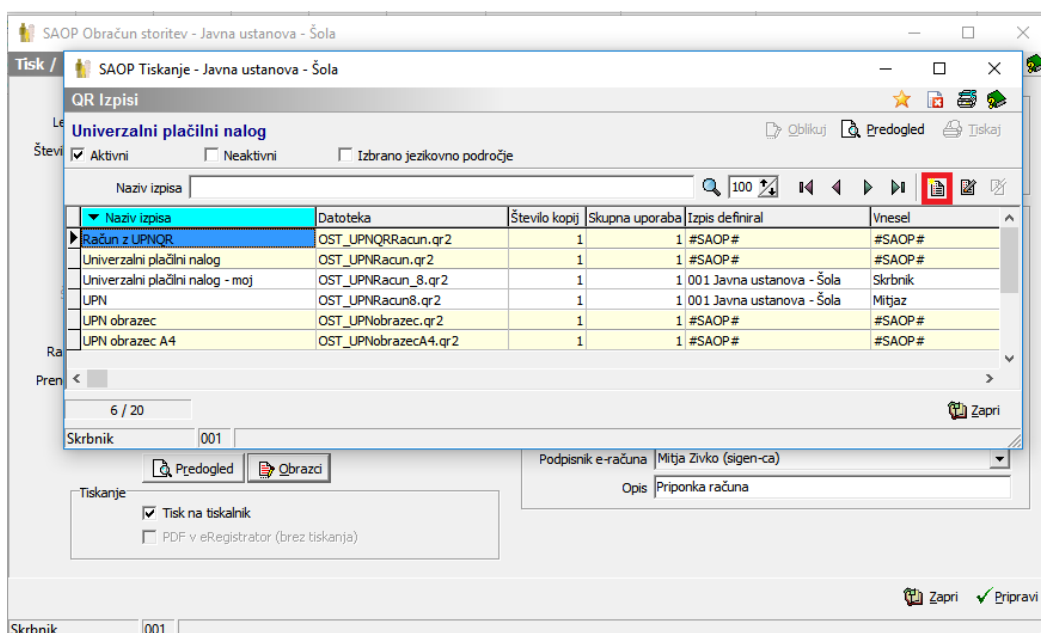 SAOP Obračun storitev - Javna ustanova - Šola
Tisk /
SAOP Tiskanje - Javna ustanova - Šola
QR Izpisi
Univerzalni plačilni nalog
Oblikuj Predogled Tiskaj
Aktivni Neaktivni Izbrano jezikovno področje
Naziv izpisa 100
Naziv izpisa Datoteka Število kopij Skupna uporaba Izpis definiral Vnesel
Račun z UPNQR OST_UPNQRRacun.qr2 1 1 #SAOP# #SAOP#
Univerzalni plačilni nalog OST_UPNRacun.qr2 1 1 #SAOP# #SAOP#
Univerzalni plačilni nalog - moj OST_UPNRacun_8.qr2 1 1 001 Javna ustanova - Šola Skrbnik
UPN OST_UPNRacun8.qr2 1 1 001 Javna ustanova - Šola Mitjaz
UPN obrazec OST_UPNobrazec.qr2 1 1 #SAOP# #SAOP#
UPN obrazec A4 OST_UPNobrazecA4.qr2 1 1 #SAOP# #SAOP#
6 / 20 Zapri
Skrbnik 001
Le
Števi
Ra
Pren
Predogled Obrazci
Podpisnik e-računa Mitja Zivko (sigen-ca)
Opis Priponka računa
Tiskanje
Tisk na tiskalnik
PDF v eRegistrator (brez tiskanja)
Zapri Pripravi
Skrbnik 001